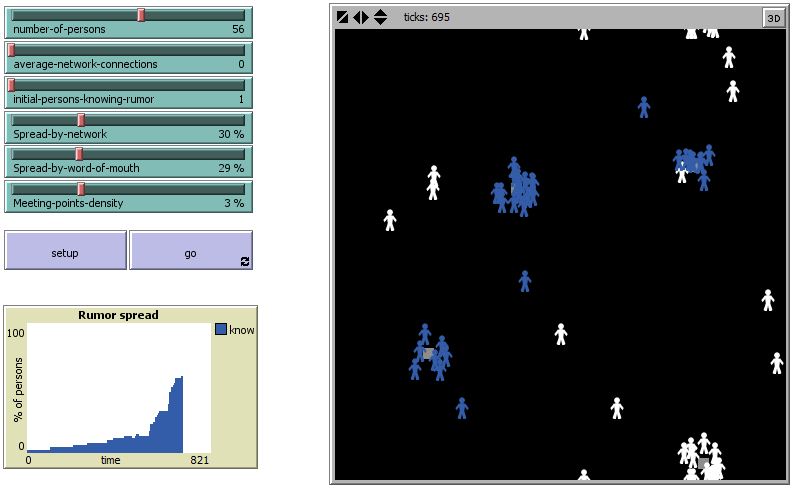 number-of-persons 56
average-network-connections 0
initial-persons-knowing-rumor 1
Spread-by-network 30 %
Spread-by-word-of-mouth 29 %
Meeting-points-density 3 %
setup
go
ticks: 695
3D
Rumor spread
know
100
% of persons
0
0 time 821